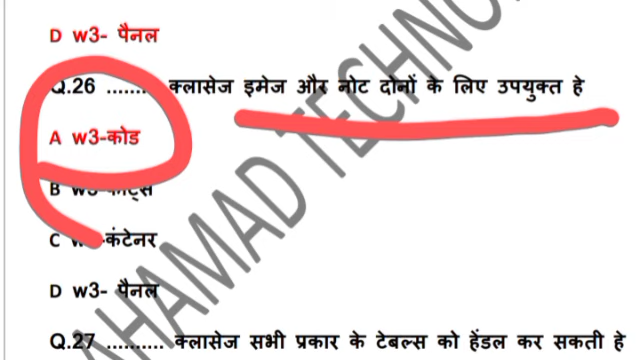 D w3- पैनल
Q.26 ........ क्लासेज इमेज और नोट दोनों के लिए उपयुक्त हे
A w3-कोड
B
C कंटेनर
D w3- पैनल
Q.27 .......... क्लासेज सभी प्रकार के टेबल्स को हेंडल कर सकती हे
AHAMAD TECHNO